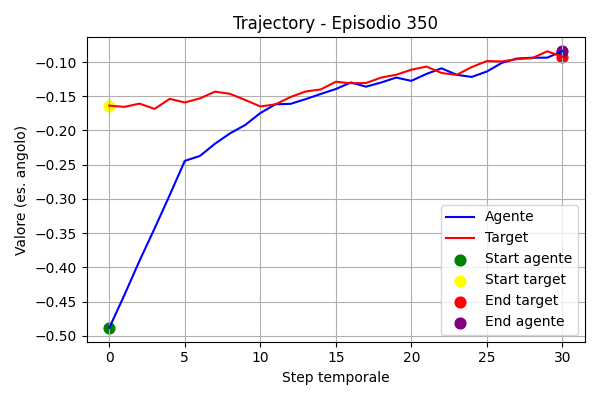 Trajectory - Episodio 350
Valore (es. angolo)
−0.10
−0.15
−0.20
−0.25
−0.30
−0.35
−0.40
−0.45
−0.50
Agente
Target
Start agente
Start target
End target
End agente
0 5 10 15 20 25 30
Step temporale